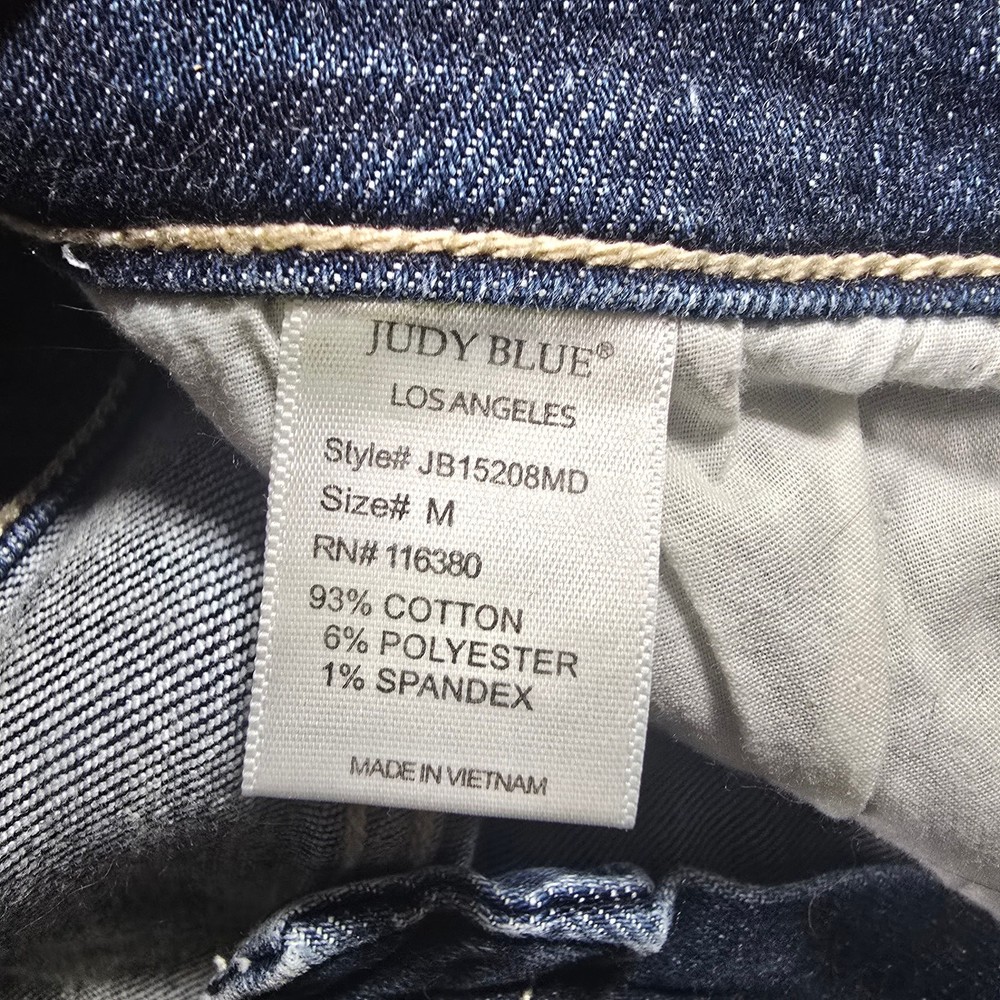 JUDY BLUE®
LOS ANGELES
Style# JB15208MD
Size# M
RN# 116380
93% COTTON
6% POLYESTER
1% SPANDEX
MADE IN VIETNAM